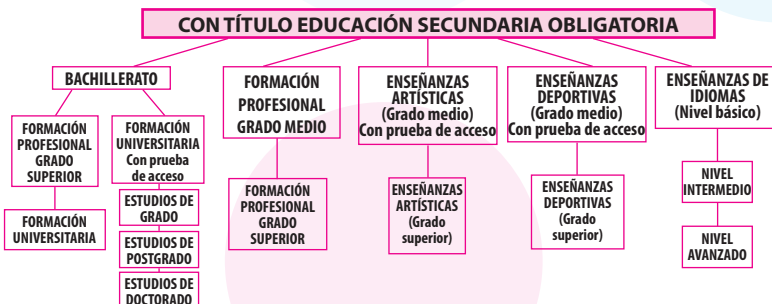 CON TÍTULO EDUCACIÓN SECUNDARIA OBLIGATORIA
BACHILLERATO
FORMACIÓN
PROFESIONAL
GRADO
SUPERIOR
FORMACIÓN
UNIVERSITARIA
FORMACIÓN
UNIVERSITARIA
Con prueba
de acceso
ESTUDIOS DE
GRADO
ESTUDIOS DE
POSTGRADO
ESTUDIOS DE
DOCTORADO
FORMACIÓN
PROFESIONAL
GRADO MEDIO
FORMACIÓN
PROFESIONAL
GRADO
SUPERIOR
ENSEÑANZAS
ARTÍSTICAS
(Grado medio)
Con prueba de acceso
ENSEÑANZAS
ARTÍSTICAS
(Grado
superior)
ENSEÑANZAS
DEPORTIVAS
(Grado medio)
Con prueba de acceso
ENSEÑANZAS
DEPORTIVAS
(Grado
superior)
ENSEÑANZAS DE
IDIOMAS
(Nivel básico)
NIVEL
INTERMEDIO
NIVEL
AVANZADO